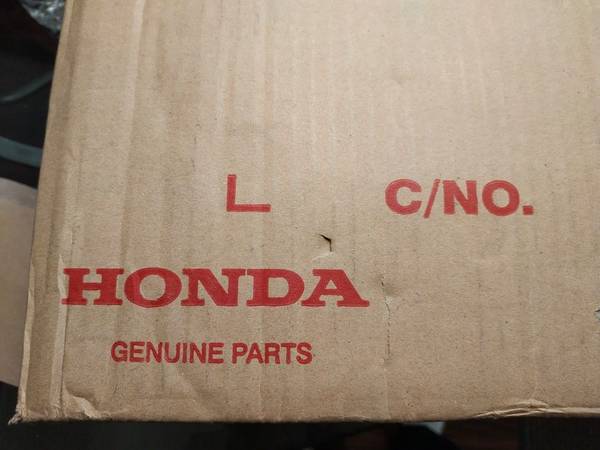 L C/NO.
HONDA
GENUINE PARTS